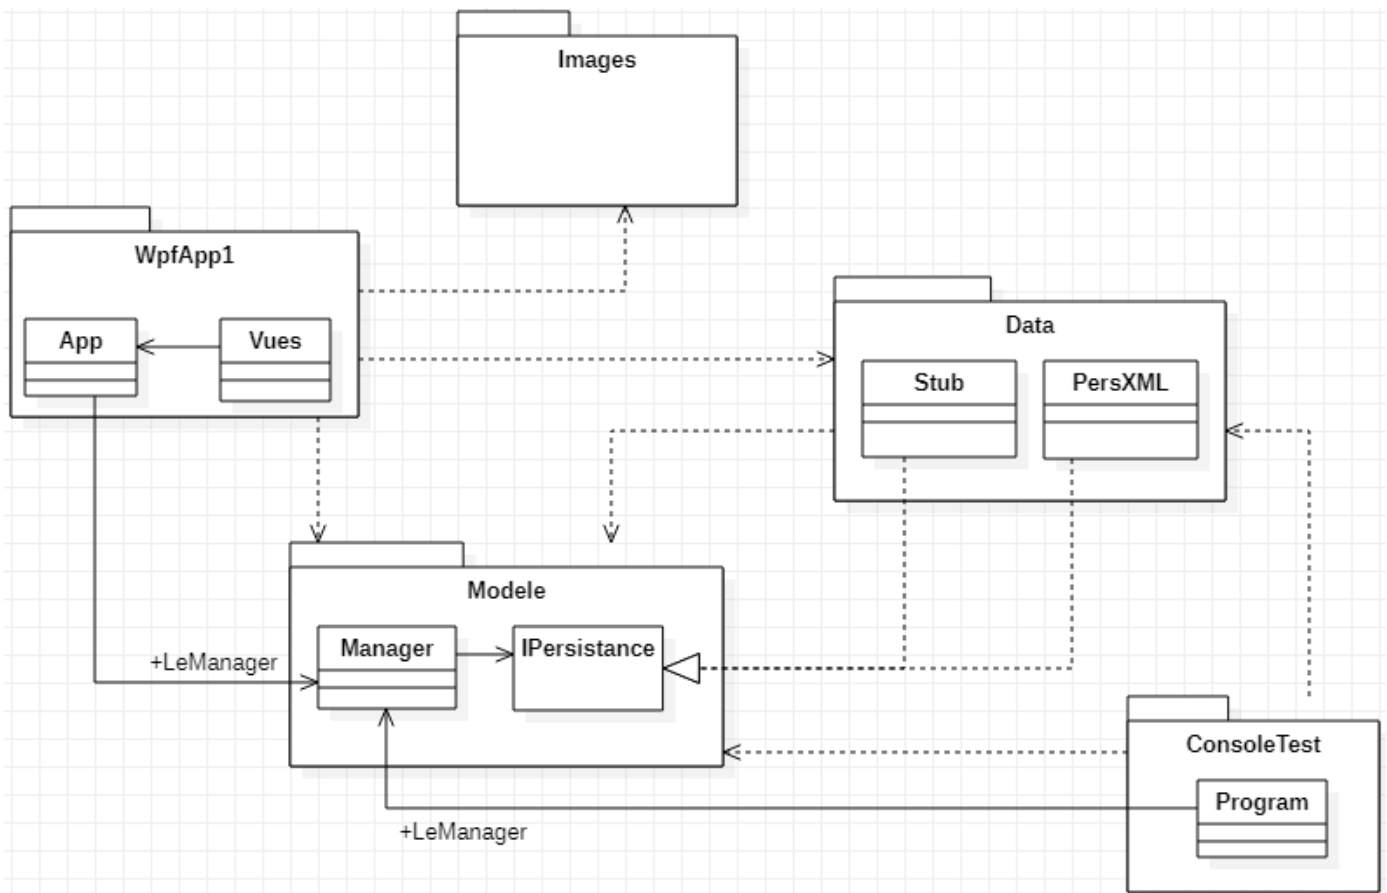 Images
WpfApp1
App
Vues
Data
Stub
PersXML
Modele
Manager
IPersistance
+LeManager
ConsoleTest
Program
+LeManager